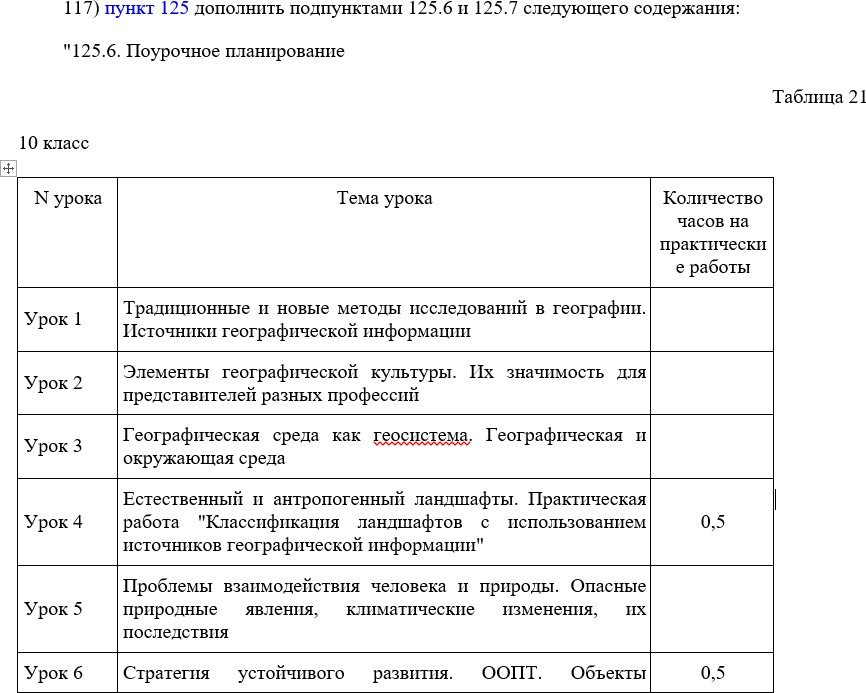 117) пункт 125 дополнить подпунктами 125.6 и 125.7 следующего содержания:
"125.6. Поурочное планирование
Таблица 21
10 класс
N урока
Тема урока
Количество
часов на
практически
е работы
Урок 1
Традиционные и новые методы исследований в географии.
Источники географической информации
Урок 2
Элементы географической культуры. Их значимость для
представителей разных профессий
Урок 3
Географическая среда как геосистема. Географическая и
окружающая среда
Урок 4
Естественный и антропогенный ландшафты. Практическая
работа "Классификация ландшафтов с использованием
источников географической информации"
0,5
Урок 5
Проблемы взаимодействия человека и природы. Опасные
природные явления, климатические изменения, их
последствия
Урок 6
Стратегия устойчивого развития. ООПТ. Объекты
0,5